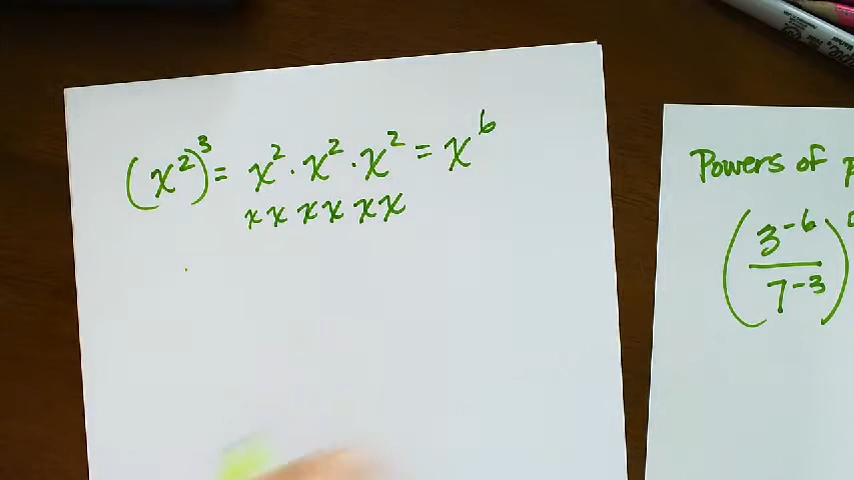 (x²)³ = x² · x² · x² = x⁶
xx xx xx
Powers of
(3⁻⁶/7⁻³)